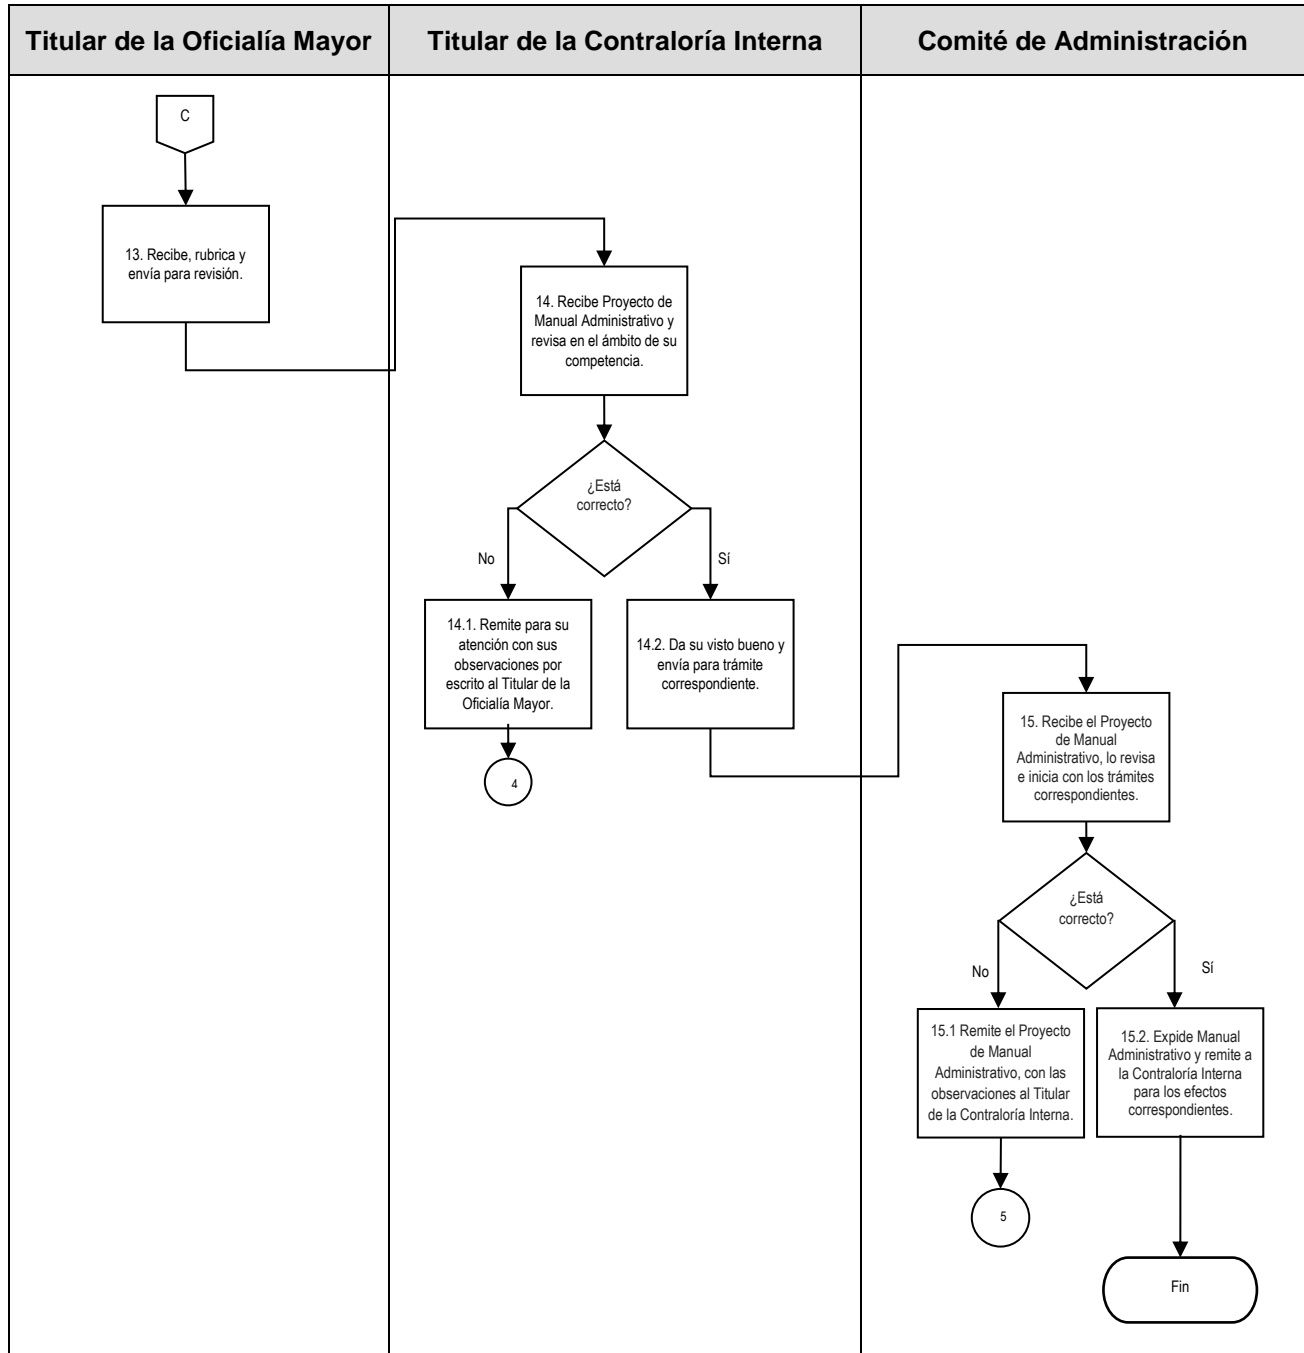 Titular de la Oficialía Mayor
Titular de la Contraloría Interna
Comité de Administración
C
13. Recibe, rubrica y
envía para revisión.
14. Recibe Proyecto de
Manual Administrativo y
revisa en el ámbito de su
competencia.
¿Está
correcto?
No
Sí
14.1. Remite para su
atención con sus
observaciones por
escrito al Titular de la
Oficialía Mayor.
14.2. Da su visto bueno y
envía para trámite
correspondiente.
4
15. Recibe el Proyecto
de Manual
Administrativo, lo revisa
e inicia con los trámites
correspondientes.
¿Está
correcto?
No
Sí
15.1 Remite el Proyecto
de Manual
Administrativo, con las
observaciones al Titular
de la Contraloría Interna.
15.2. Expide Manual
Administrativo y remite a
la Contraloría Interna
para los efectos
correspondientes.
5
Fin